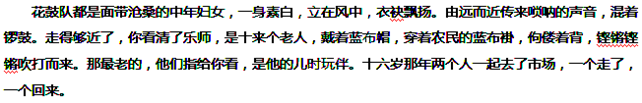 花鼓队都是面带沧桑的中年妇女，一身素白，立在风中，衣袂飘扬。由远而近传来唢呐的声音，混着
锣鼓。走得够近了，你看清了乐师，是十来个老人，戴着蓝布帽，穿着农民的蓝布褂，佝偻着背，铿锵铿
锵吹打而来。那最老的，他们指给你看，是他的儿时玩伴。十六岁那年两个人一起去了市场，一个走了，
一个回来。